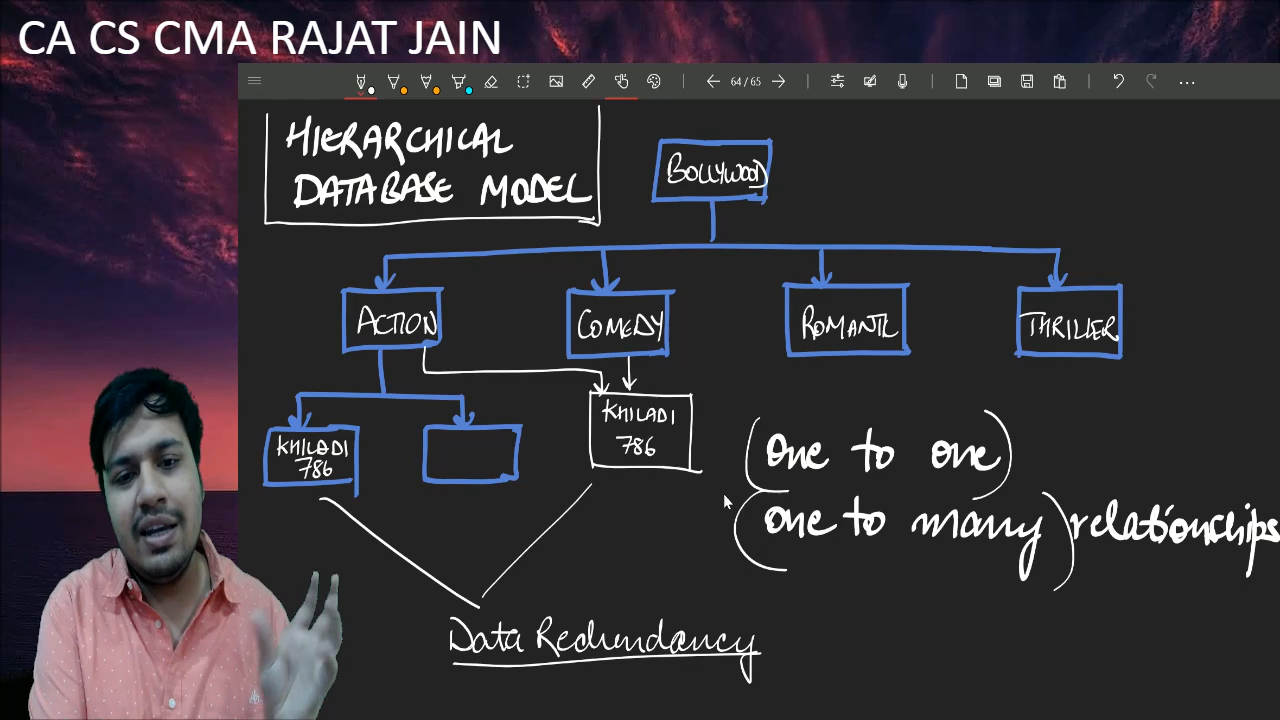 CA CS CMA RAJAT JAIN
64 / 65
HIERARCHICAL
DATABASE MODEL
BOLLYWOOD
ACTION
COMEDY
ROMANTIC
THRILLER
KHILADI
786
KHILADI
786
(One to one)
(one to many) relationships
Data Redundancy